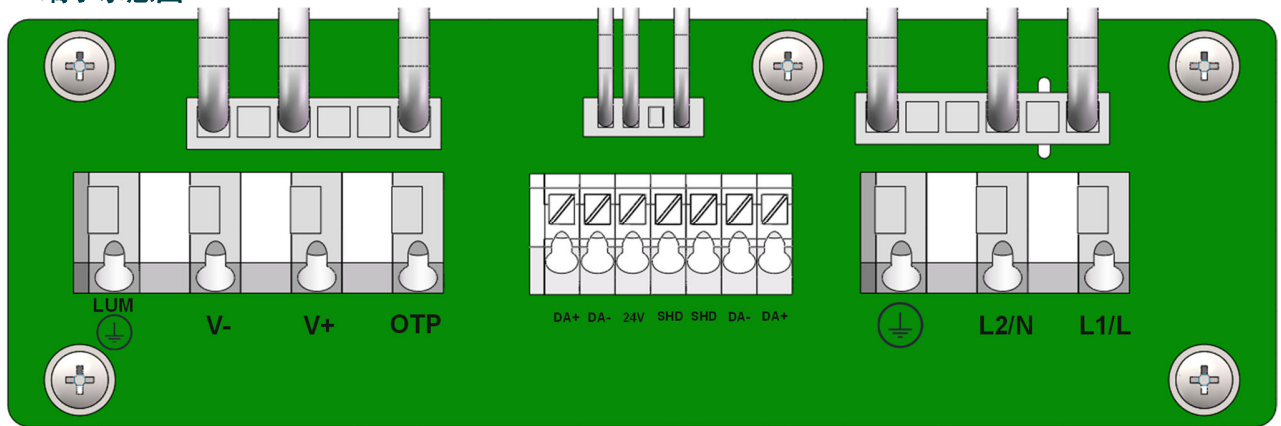 LUM
V-
V+
OTP
DA+ DA- 24V SHD SHD DA- DA+
L2/N
L1/L